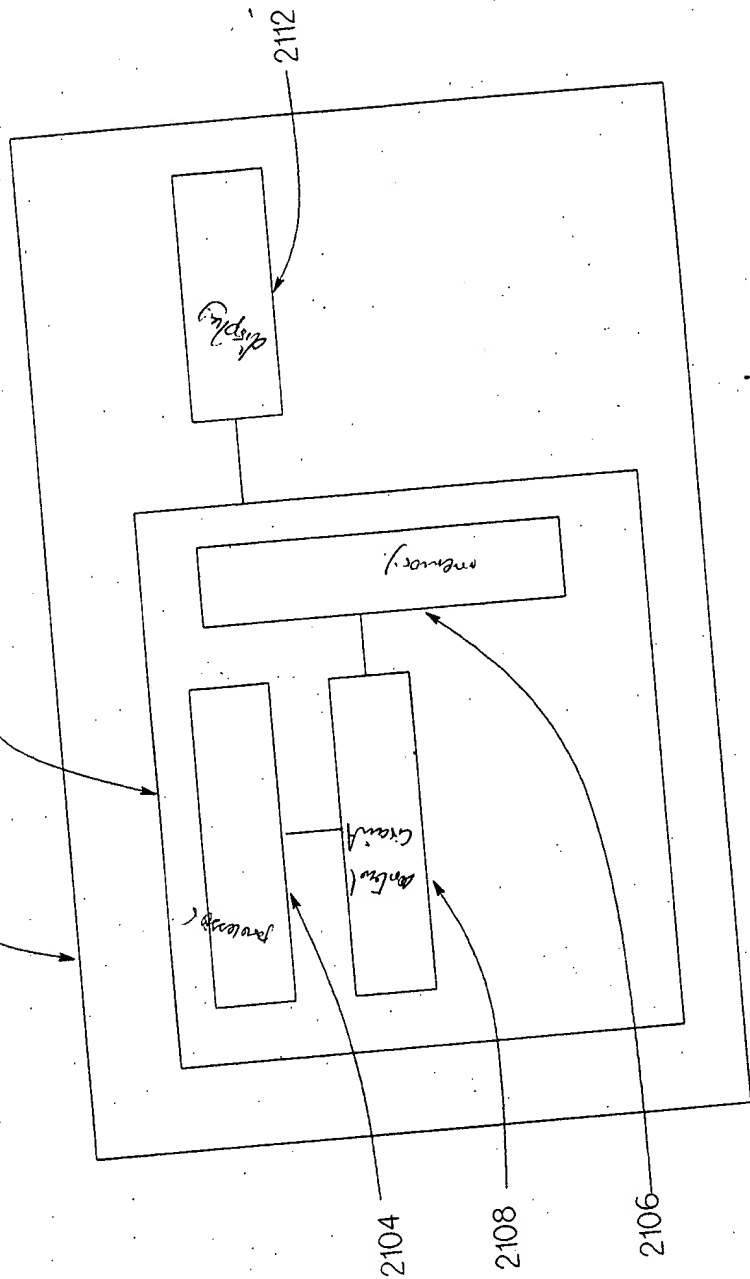 2112
display
memory
processor
control
circuit
2104
2108
2106